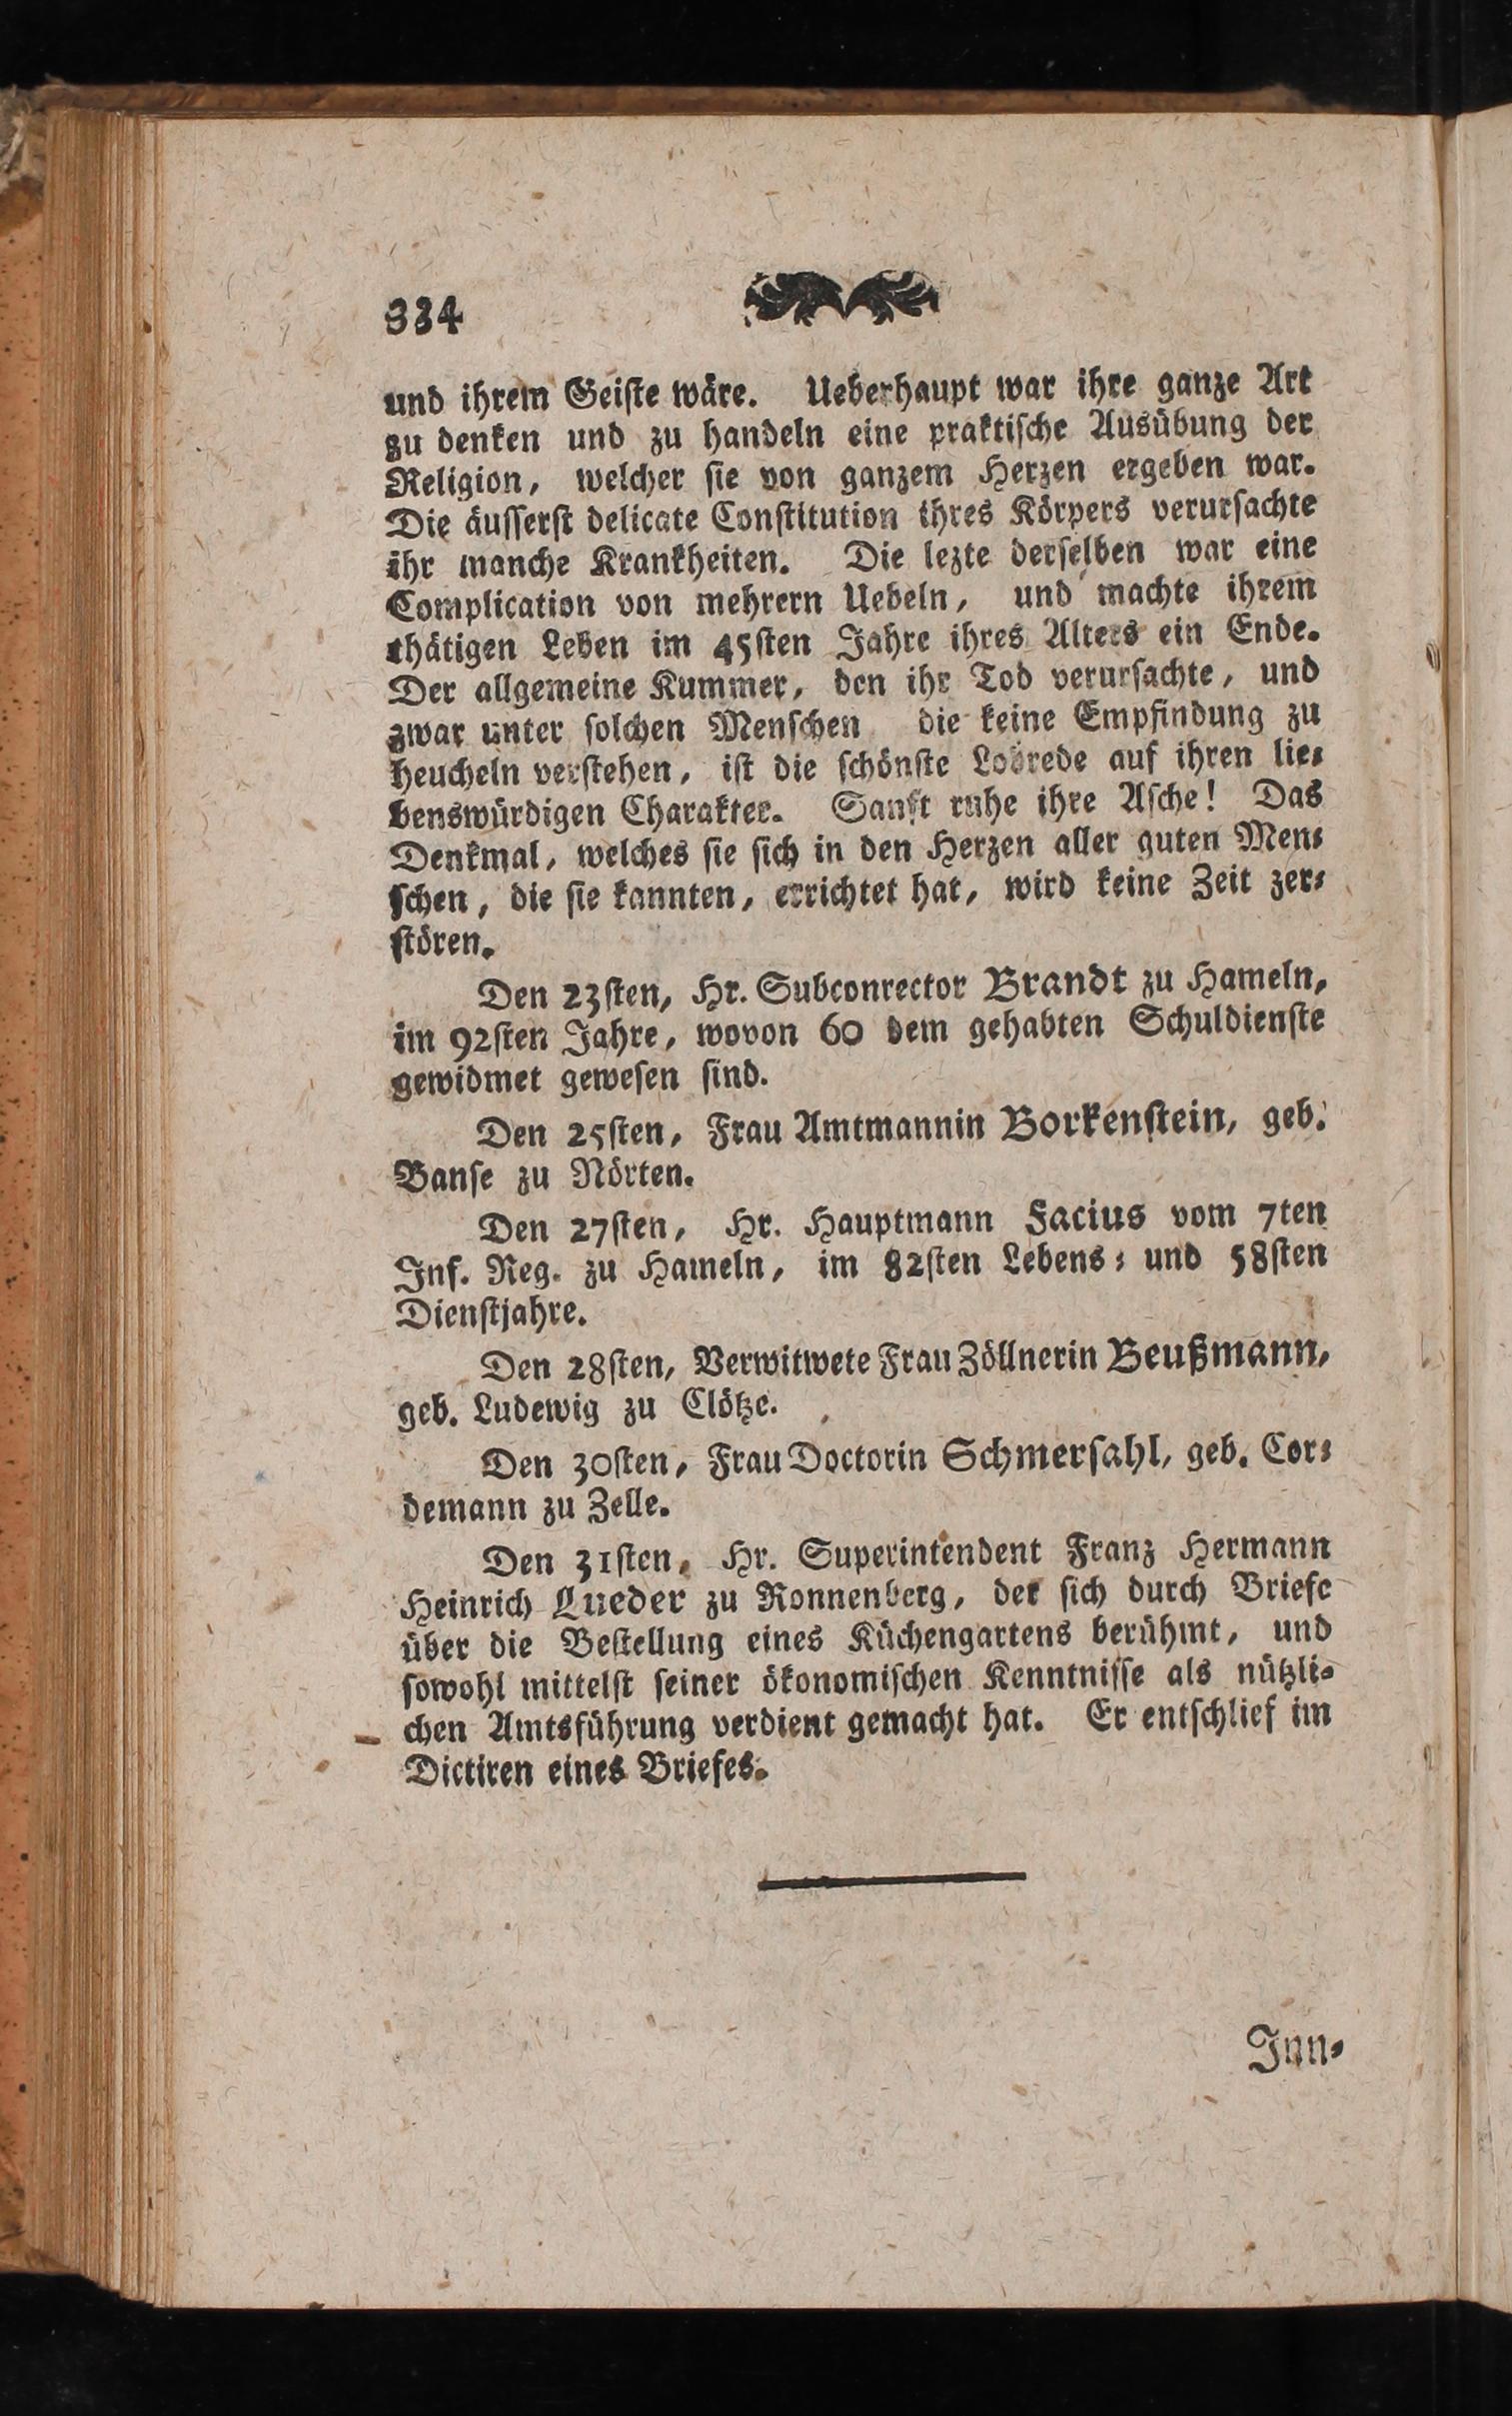 334
und ihrem Geiſte wäre. Ueberhaupt war ihre ganze Art
zu denken und zu handeln eine praktiſche Ausübung der
Religion, welcher ſie von ganzem Herzen ergeben war.
Die äuſſerſt delicate Conſtitution ihres Körpers verurſachte
ihr manche Krankheiten. Die lezte derſelben war eine
Complication von mehrern Uebeln, und machte ihrem
thätigen Leben im 45ſten Jahre ihres Alters ein Ende.
Der allgemeine Kummer, den ihr Tod verurſachte, und
zwar unter ſolchen Menſchen die keine Empfindung zu
heucheln verſtehen, iſt die ſchönſte Lobrede auf ihren lie-
benswürdigen Charakter. Sanft ruhe ihre Aſche! Das
Denkmal, welches ſie ſich in den Herzen aller guten Men-
ſchen, die ſie kannten, errichtet hat, wird keine Zeit zer-
ſtören.
Den 23ſten, Hr. Subconrector Brandt zu Hameln,
im 92ſten Jahre, wovon 60 dem gehabten Schuldienſte
gewidmet geweſen ſind.
Den 25ſten, Frau Amtmannin Borkenſtein, geb.
Banſe zu Nörten.
Den 27ſten, Hr. Hauptmann Facius vom 7ten
Inf. Reg. zu Hameln, im 82ſten Lebens- und 58ſten
Dienſtjahre.
Den 28ſten, Verwitwete Frau Zöllnerin Beußmann,
geb. Ludewig zu Clötze.
Den 30ſten, Frau Doctorin Schmerſahl, geb. Cor-
demann zu Zelle.
Den 31ſten, Hr. Superintendent Franz Hermann
Heinrich Lueder zu Ronnenberg, der ſich durch Briefe
über die Beſtellung eines Küchengartens berühmt, und
ſowohl mittelſt ſeiner ökonomiſchen Kenntniſſe als nützli-
chen Amtsführung verdient gemacht hat. Er entſchlief im
Dictiren eines Briefes.
Inn-